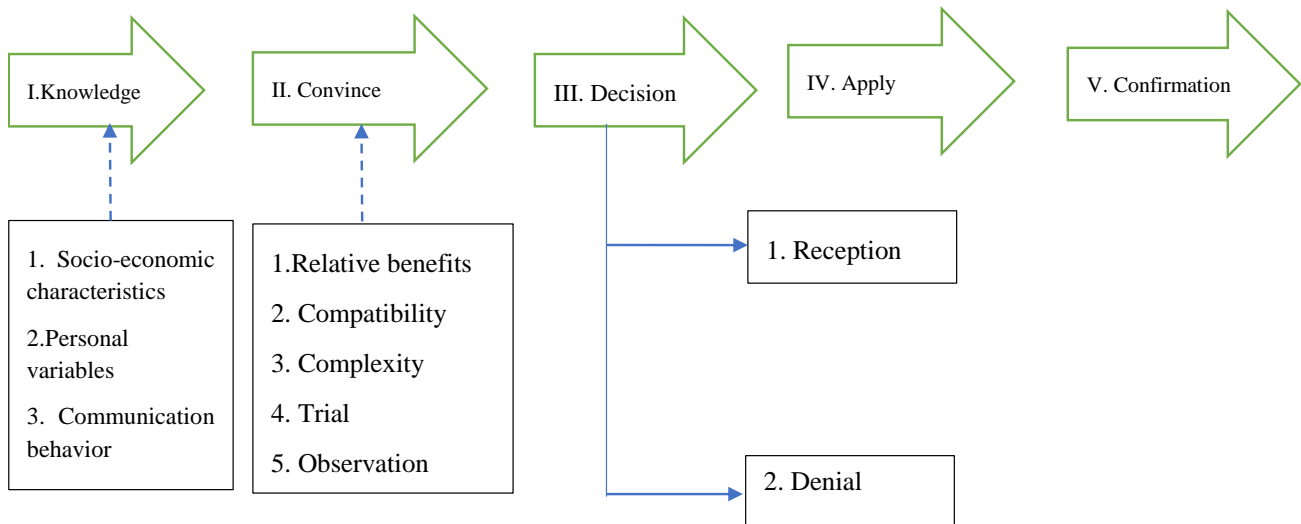 I.Knowledge
II. Convince
III. Decision
IV. Apply
V. Confirmation
1. Socio-economic
characteristics
2.Personal
variables
3. Communication
behavior
1.Relative benefits
2. Compatibility
3. Complexity
4. Trial
5. Observation
1. Reception
2. Denial